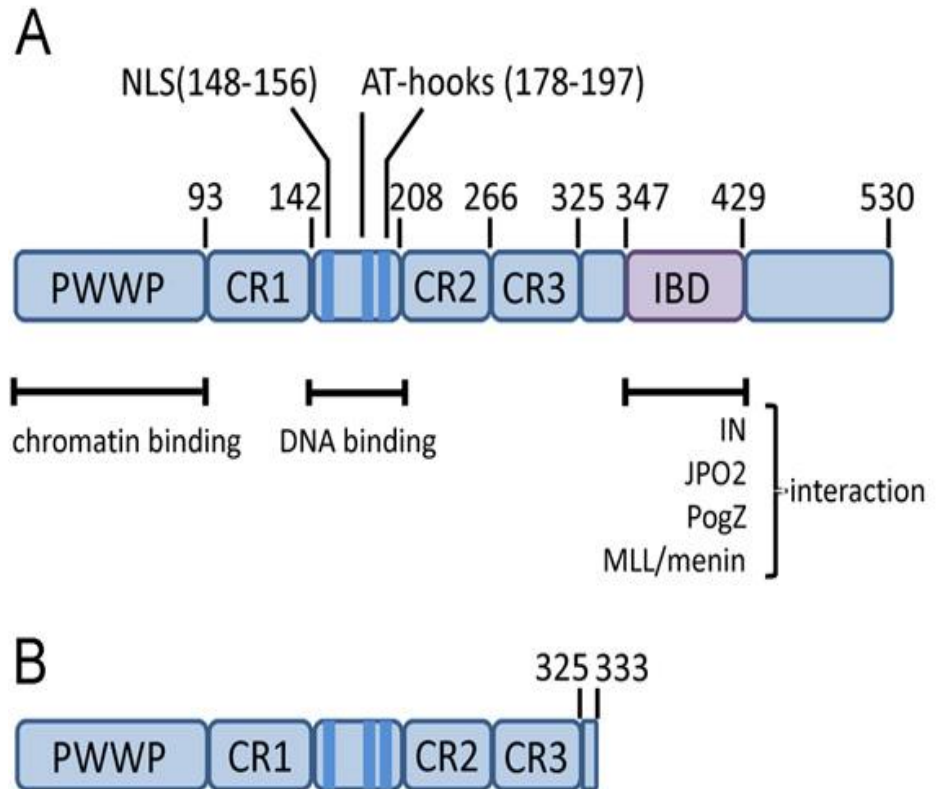 A
NLS(148-156) AT-hooks (178-197)
93 142 208 266 325 347 429 530
PWWP CR1 CR2 CR3 IBD
chromatin binding DNA binding
IN
JPO2
PogZ
MLL/menin
interaction
B
325 333
PWWP CR1 CR2 CR3